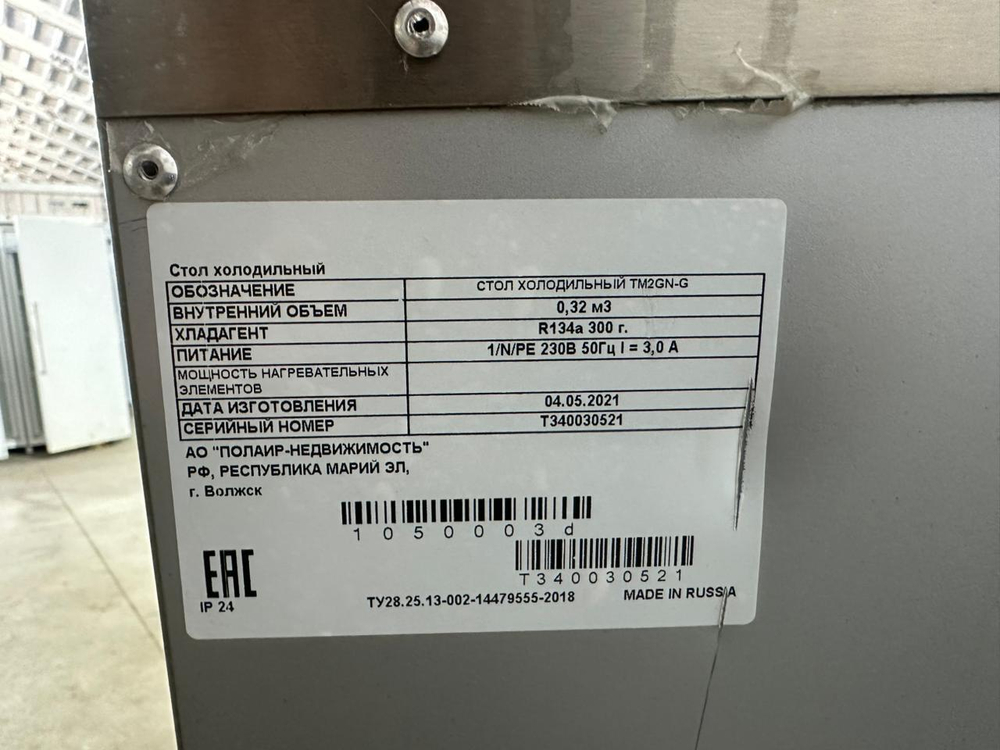 Стол холодильный
ОБОЗНАЧЕНИЕ СТОЛ ХОЛОДИЛЬНЫЙ TM2GN-G
ВНУТРЕННИЙ ОБЪЕМ 0,32 м3
ХЛАДАГЕНТ R134a 300 г.
ПИТАНИЕ 1/N/PE 230В 50Гц I = 3,0 А
МОЩНОСТЬ НАГРЕВАТЕЛЬНЫХ
ЭЛЕМЕНТОВ
ДАТА ИЗГОТОВЛЕНИЯ 04.05.2021
СЕРИЙНЫЙ НОМЕР T340030521
АО "ПОЛАИР-НЕДВИЖИМОСТЬ"
РФ, РЕСПУБЛИКА МАРИЙ ЭЛ,
г. Волжск
1050003d
T340030521
EAC
IP 24
ТУ28.25.13-002-14479555-2018
MADE IN RUSSIA